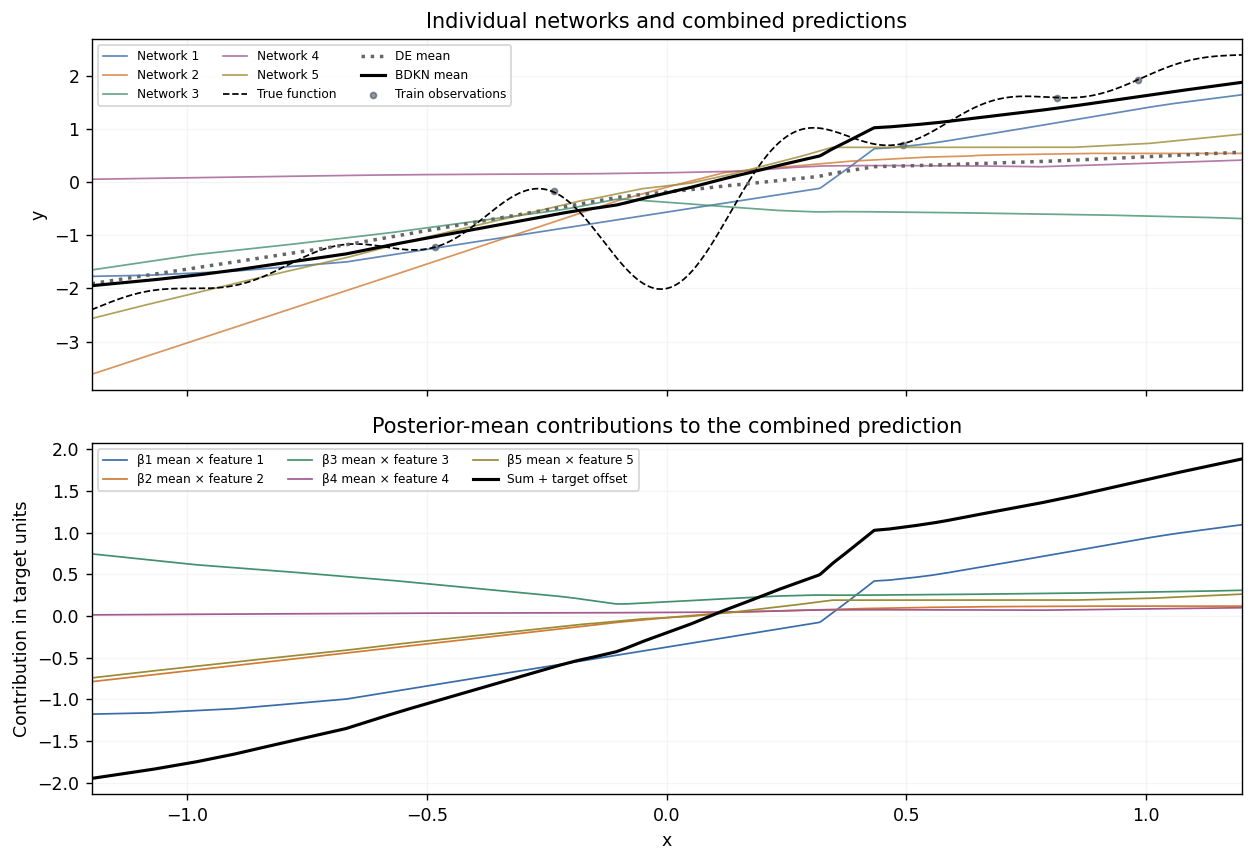 Individual networks and combined predictions
Network 1 Network 4 DE mean
Network 2 Network 5 BDKN mean
Network 3 True function Train observations
2
1
0
−1
−2
−3
y
Posterior-mean contributions to the combined prediction
β1 mean × feature 1 β3 mean × feature 3 β5 mean × feature 5
β2 mean × feature 2 β4 mean × feature 4 Sum + target offset
2.0
1.5
1.0
0.5
0.0
−0.5
−1.0
−1.5
−2.0
Contribution in target units
−1.0 −0.5 0.0 0.5 1.0
x